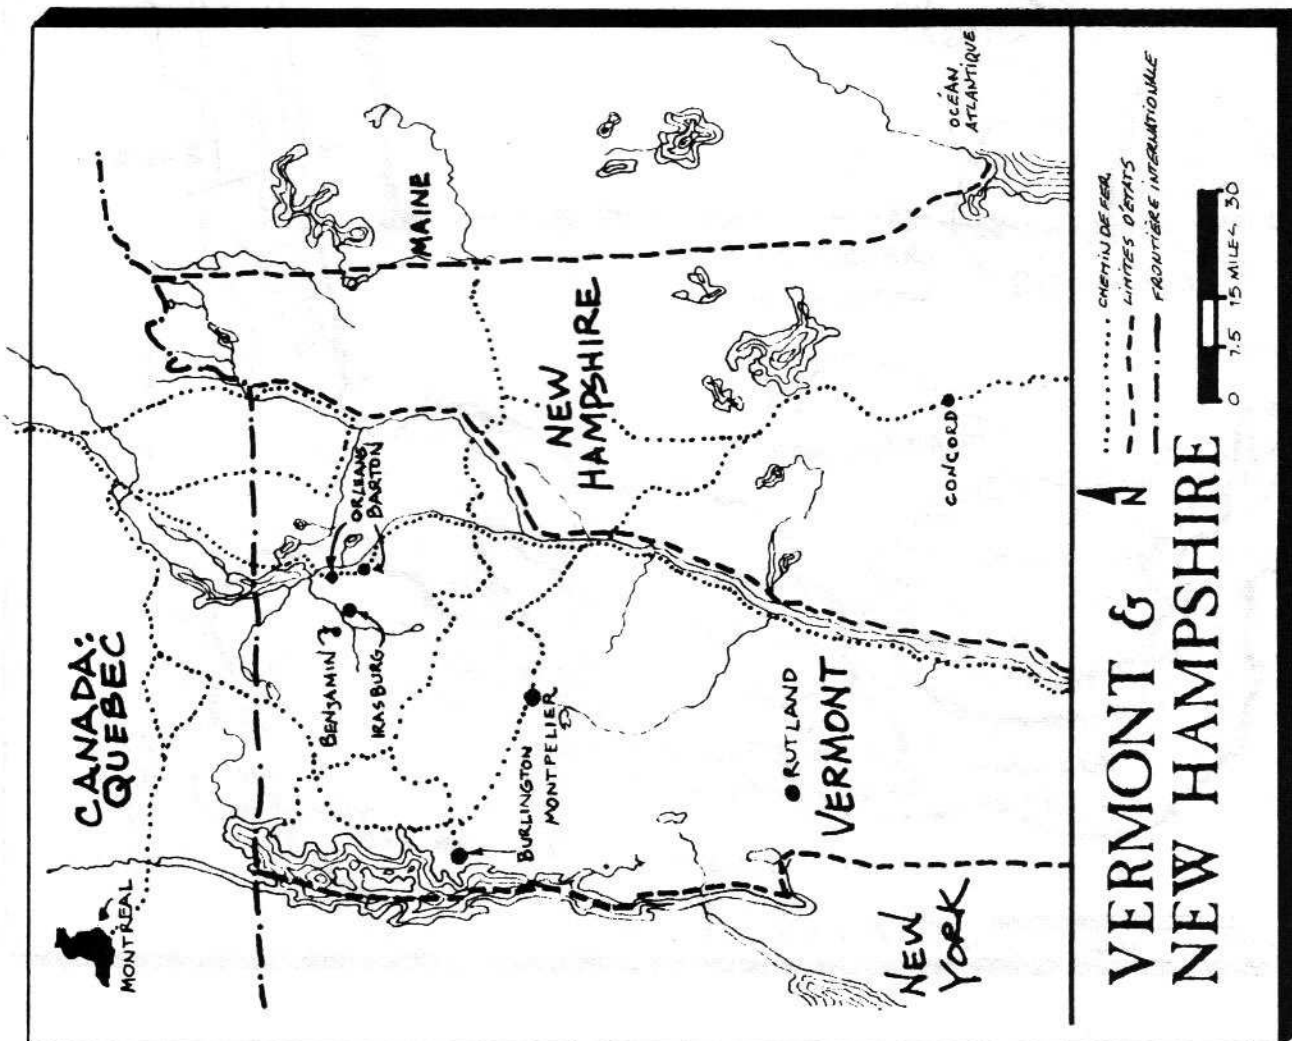 CANADA:
QUEBEC
MONTREAL
MAINE
NEW
HAMPSHIRE
ORLEANS
BARTON
BENJAMIN
IRASBURG
BURLINGTON
MONTPELIER
RUTLAND
VERMONT
CONCORD
NEW
YORK
OCÉAN
ATLANTIQUE
VERMONT &
NEW HAMPSHIRE
N
CHEMIN DE FER
LIMITES D'ÉTATS
FRONTIÈRE INTERNATIONALE
0 7.5 15 MILES 30